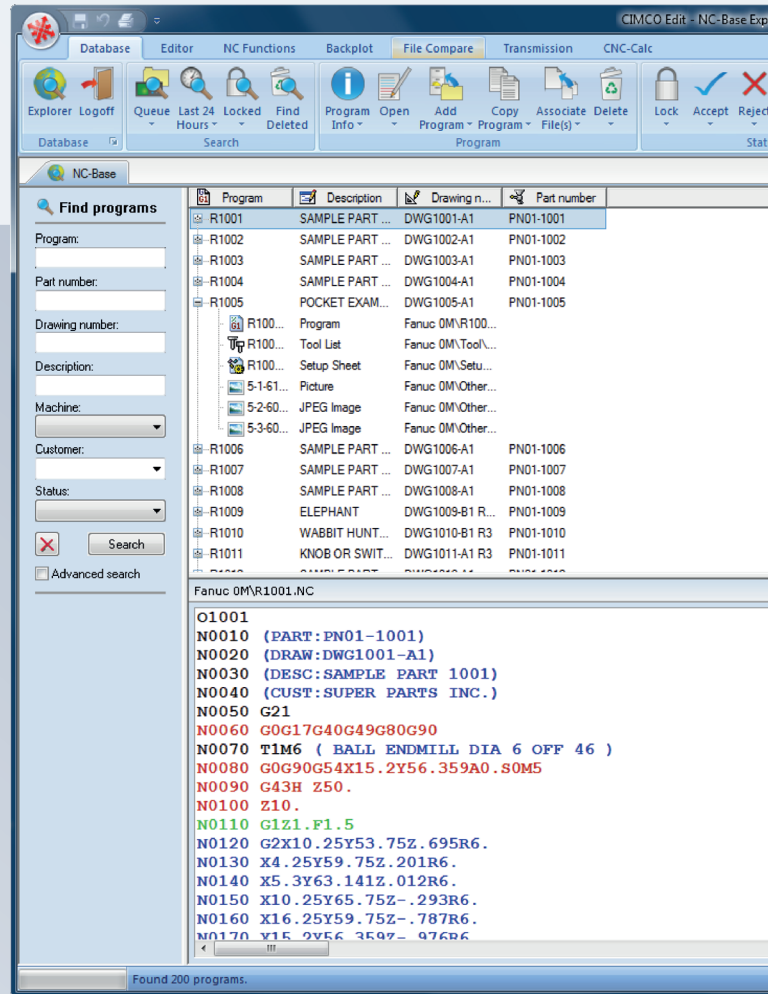 CIMCO Edit - NC-Base Exp
Database Editor NC Functions Backplot File Compare Transmission CNC-Calc
Explorer Logoff Queue Last 24 Hours Locked Find Deleted Program Info Open Add Program Copy Program Associate File(s) Delete Lock Accept Reject
Database Search Program Stat
NC-Base
Find programs
Program:
Part number:
Drawing number:
Description:
Machine:
Customer:
Status:
Search
Advanced search
Program Description Drawing n... Part number
R1001 SAMPLE PART ... DWG1001-A1 PN01-1001
R1002 SAMPLE PART ... DWG1002-A1 PN01-1002
R1003 SAMPLE PART ... DWG1003-A1 PN01-1003
R1004 SAMPLE PART ... DWG1004-A1 PN01-1004
R1005 POCKET EXAM... DWG1005-A1 PN01-1005
R100... Program Fanuc 0M\R100...
R100... Tool List Fanuc 0M\Tool\...
R100... Setup Sheet Fanuc 0M\Setu...
5-1-61... Picture Fanuc 0M\Other...
5-2-60... JPEG Image Fanuc 0M\Other...
5-3-60... JPEG Image Fanuc 0M\Other...
R1006 SAMPLE PART ... DWG1006-A1 PN01-1006
R1007 SAMPLE PART ... DWG1007-A1 PN01-1007
R1008 SAMPLE PART ... DWG1008-A1 PN01-1008
R1009 ELEPHANT DWG1009-B1 R... PN01-1009
R1010 WABBIT HUNT... DWG1010-B1 R3 PN01-1010
R1011 KNOB OR SWIT... DWG1011-A1 R3 PN01-1011
Fanuc 0M\R1001.NC
O1001
N0010 (PART:PN01-1001)
N0020 (DRAW:DWG1001-A1)
N0030 (DESC:SAMPLE PART 1001)
N0040 (CUST:SUPER PARTS INC.)
N0050 G21
N0060 G0G17G40G49G80G90
N0070 T1M6 ( BALL ENDMILL DIA 6 OFF 46 )
N0080 G0G90G54X15.2Y56.359A0.S0M5
N0090 G43H Z50.
N0100 Z10.
N0110 G1Z1.F1.5
N0120 G2X10.25Y53.75Z.695R6.
N0130 X4.25Y59.75Z.201R6.
N0140 X5.3Y63.141Z.012R6.
N0150 X10.25Y65.75Z-.293R6.
N0160 X16.25Y59.75Z-.787R6.
N0170 X15.2Y56.359Z-.976R6
Found 200 programs.